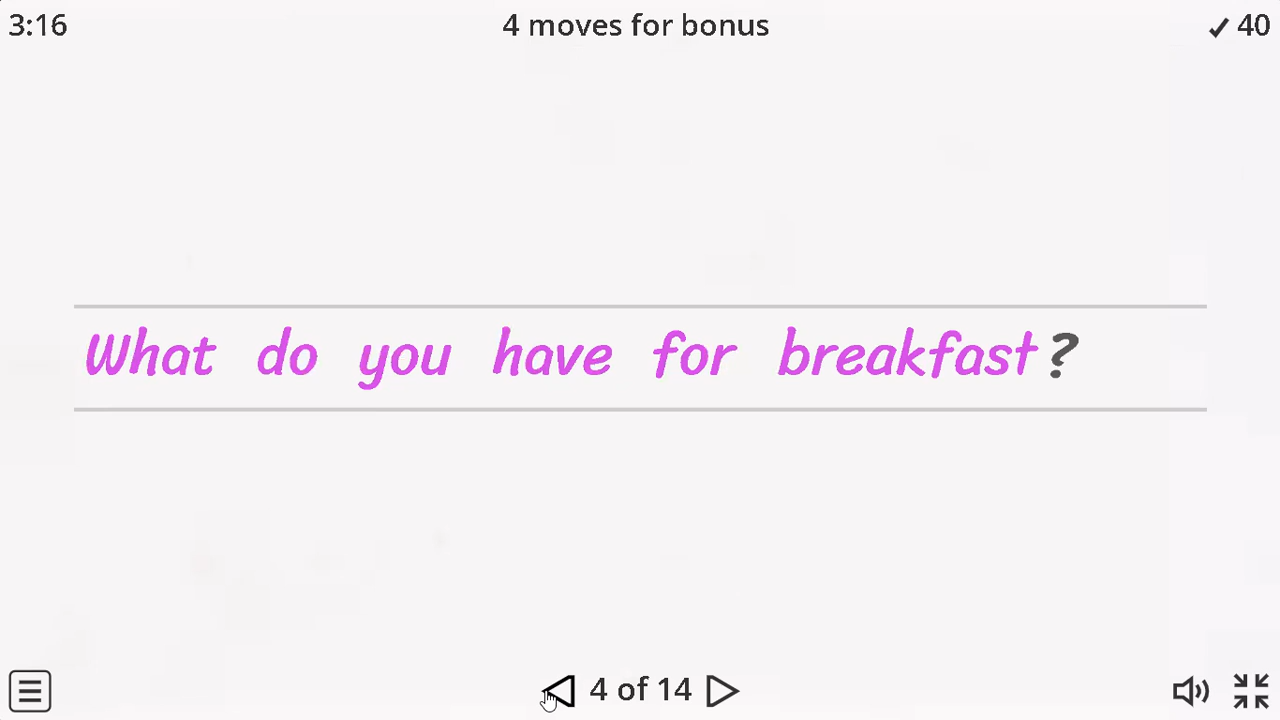 3:16 4 moves for bonus ✓ 40
What do you have for breakfast?
4 of 14